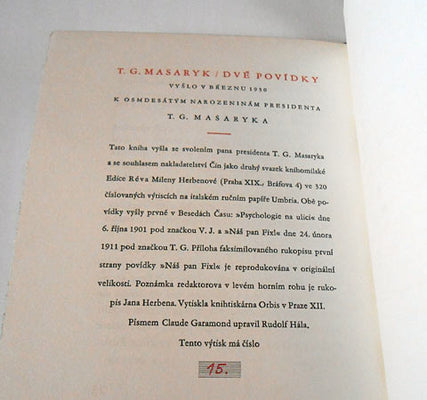 T. G. MASARYK / DVĚ POVÍDKY
VYŠLO V BŘEZNU 1930
K OSMDESÁTÝM NAROZENINÁM PRESIDENTA
T. G. MASARYKA
Tato kniha vyšla se svolením pana presidenta T. G. Masaryka
a se souhlasem nakladatelství Čin jako druhý svazek knihomilské
Edice Réva Mileny Herbenové (Praha XIX., Bráfova 4) ve 320
číslovaných výtiscích na italském ručním papíře Umbria. Obě po-
vídky vyšly prvně v Besedách Času: »Psychologie na ulici« dne
6. října 1901 pod značkou V. J. a »Náš pan Fixl« dne 24. února
1911 pod značkou T. G. Příloha faksimilovaného rukopisu první
strany povídky »Náš pan Fixl« je reprodukována v originální
velikosti. Poznámka redaktorova v levém horním rohu je ruko-
pis Jana Herbena. Vytiskla knihtiskárna Orbis v Praze XII.
Písmem Claude Garamond upravil Rudolf Hála.
Tento výtisk má číslo
15.